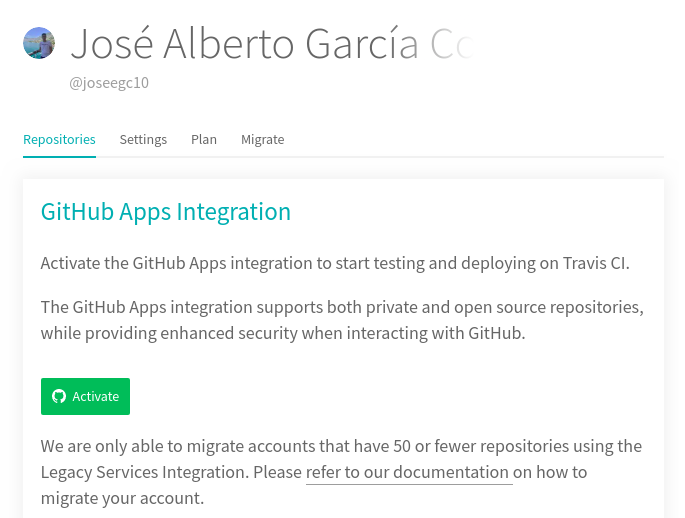 José Alberto García
@joseegc10
Repositories Settings Plan Migrate
GitHub Apps Integration
Activate the GitHub Apps integration to start testing and deploying on Travis CI.
The GitHub Apps integration supports both private and open source repositories,
while providing enhanced security when interacting with GitHub.
Activate
We are only able to migrate accounts that have 50 or fewer repositories using the
Legacy Services Integration. Please refer to our documentation on how to
migrate your account.